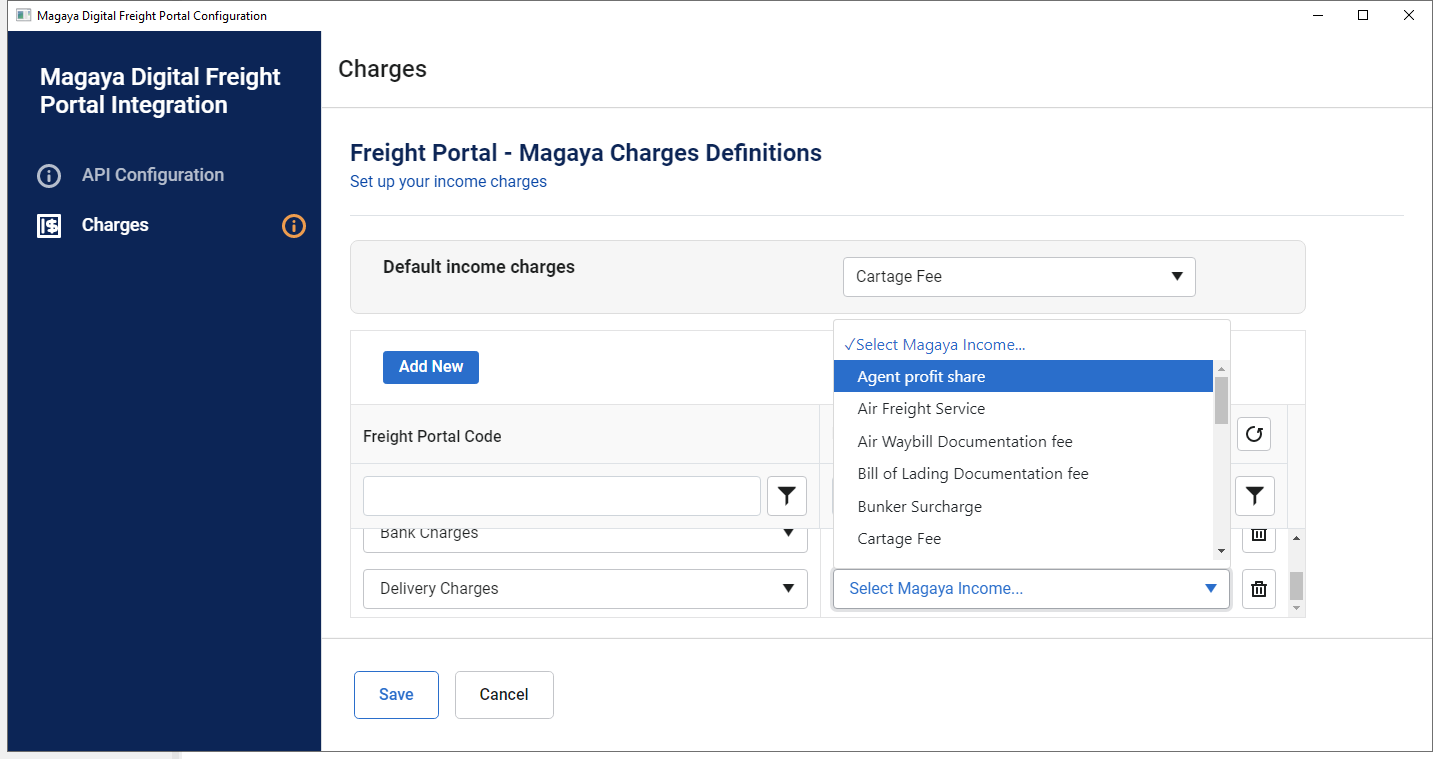 Magaya Digital Freight Portal Configuration
Magaya Digital Freight
Portal Integration
API Configuration
Charges
Charges
Freight Portal - Magaya Charges Definitions
Set up your income charges
Default income charges
Cartage Fee
Add New
✓Select Magaya Income...
Agent profit share
Air Freight Service
Air Waybill Documentation fee
Bill of Lading Documentation fee
Bunker Surcharge
Cartage Fee
Freight Portal Code
Bank Charges
Delivery Charges
Select Magaya Income...
Save
Cancel